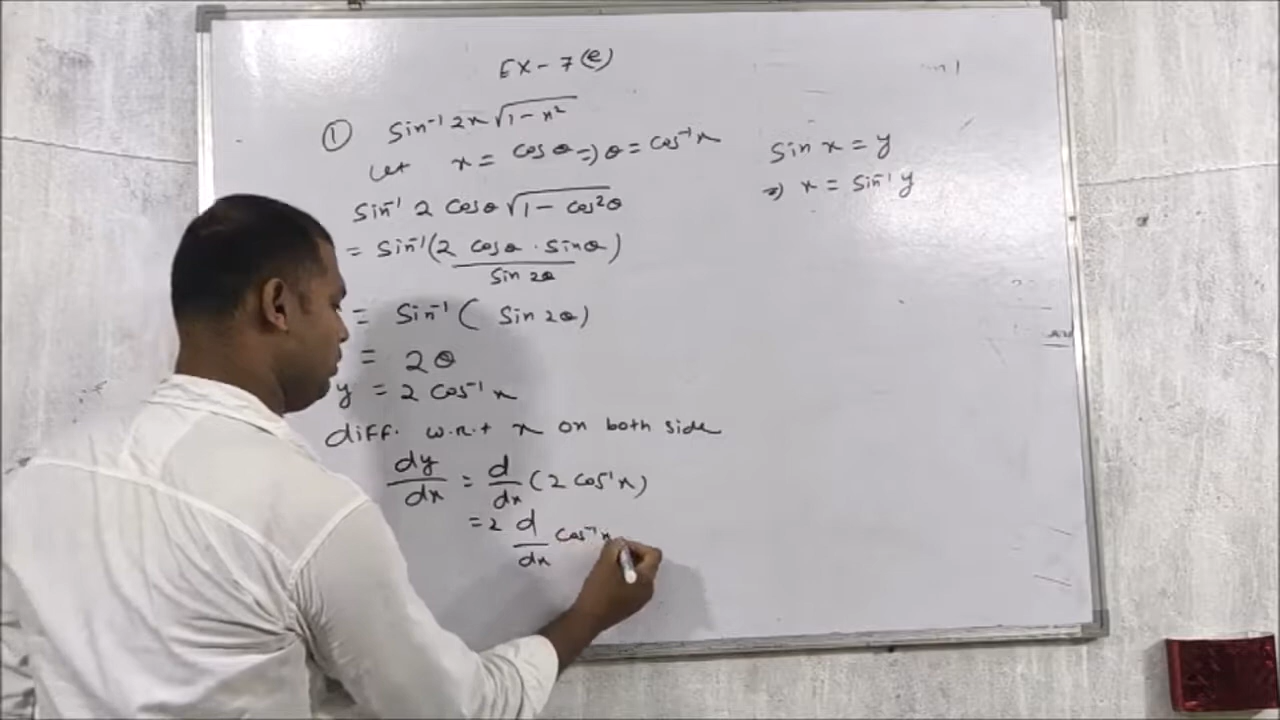 EX - 7 (e)
① Sin⁻¹ 2x √1 - x²
Let x = cos θ => θ = cos⁻¹ x
Sin⁻¹ 2 cos θ √1 - cos² θ
= Sin⁻¹ (2 cos θ . sin θ)
Sin 2θ
= Sin⁻¹ ( Sin 2θ )
= 2θ
y = 2 cos⁻¹ x
diff. w.r.t x on both side
dy/dx = d/dx (2 cos⁻¹ x)
= 2 d/dx cos⁻¹ x
Sin x = y
=> x = Sin⁻¹ y